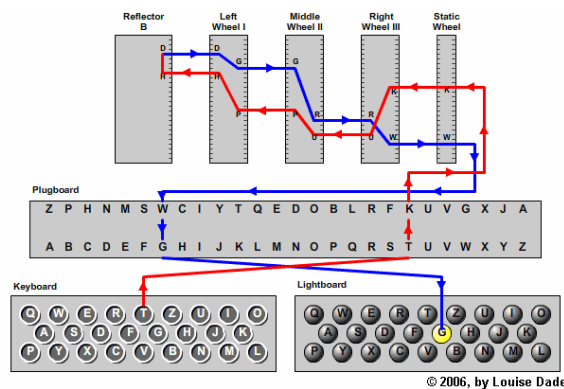 Reflector B
Left Wheel I
Middle Wheel II
Right Wheel III
Static Wheel
D D G G R R W W
H H P P U U K K
Plugboard
Z P H N M S W C I Y T Q E D O B L R F K U V G X J A
A B C D E F G H I J K L M N O P Q R S T U V W X Y Z
Keyboard
Q W E R T Z U I O
A S D F G H J K
P Y X C V B N M L
Lightboard
Q W E R T Z U I O
A S D F G H J K
P Y X C V B N M L
© 2006, by Louise Dade